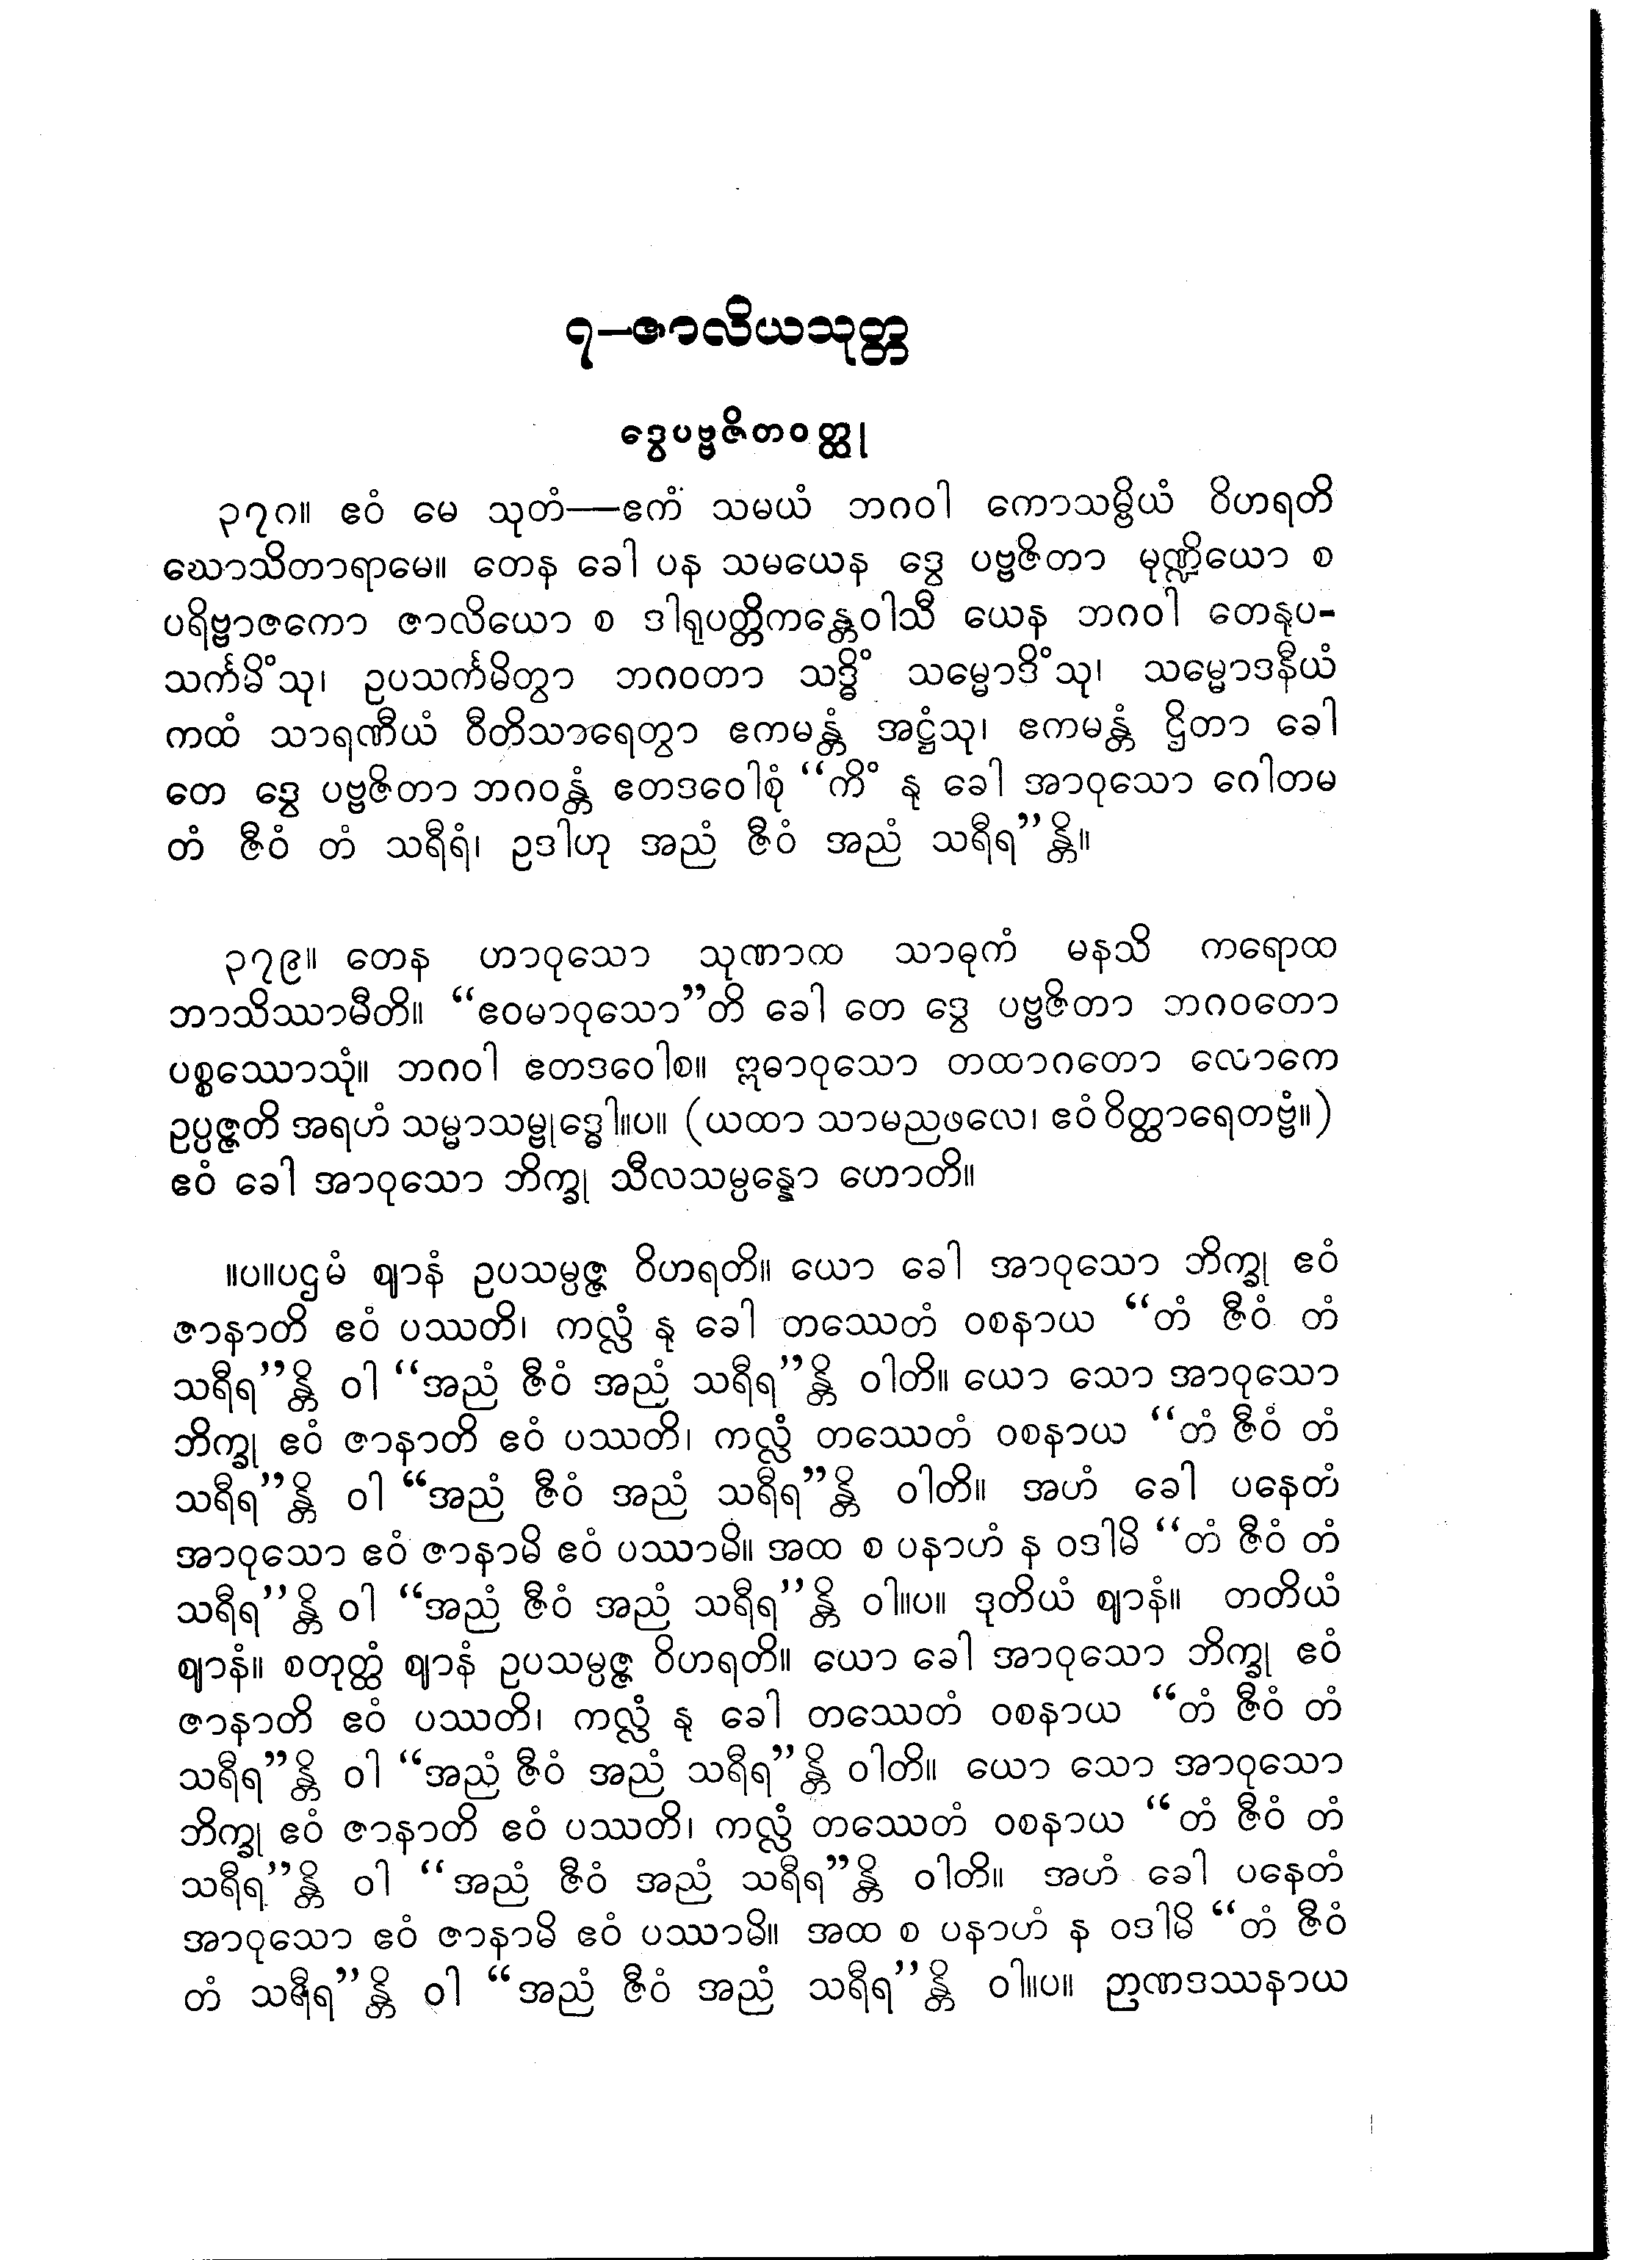 ၇—ဇာလိယသုတ္တ
ဒွေပဗ္ဗဇိတဝတ္ထု
၃၇၈။ ဧဝံ မေ သုတံ—ဧကံ သမယံ ဘဂဝါ ကောသမ္ဗိယံ ဝိဟရတိ
ဃောသိတာရာမေ။ တေန ခေါ ပန သမယေန ဒွေ ပဗ္ဗဇိတာ မုဏ္ဍိယော စ
ပရိဗ္ဗာဇကော ဇာလိယော စ ဒါရုပတ္တိကန္တေဝါသီ ယေန ဘဂဝါ တေနုပ-
သင်္ကမိံသု၊ ဥပသင်္ကမိတွာ ဘဂဝတာ သဒ္ဓိံ သမ္မောဒိံသု၊ သမ္မောဒနီယံ
ကထံ သာရဏီယံ ဝီတိသာရေတွာ ဧကမန္တံ အဋ္ဌံသု၊ ဧကမန္တံ ဌိတာ ခေါ
တေ ဒွေ ပဗ္ဗဇိတာ ဘဂဝန္တံ ဧတဒဝေါစုံ “ကိံ နု ခေါ အာဝုသော ဂေါတမ
တံ ဇီဝံ တံ သရီရံ၊ ဥဒါဟု အညံ ဇီဝံ အညံ သရီရ”န္တိ။
၃၇၉။ တေန ဟာဝုသော သုဏာထ သာဓုကံ မနသိ ကရောထ
ဘာသိဿာမီတိ။ “ဧဝမာဝုသော”တိ ခေါ တေ ဒွေ ပဗ္ဗဇိတာ ဘဂဝတော
ပစ္စဿောသုံ။ ဘဂဝါ ဧတဒဝေါစ။ ဣဓာဝုသော တထာဂတော လောကေ
ဥပ္ပဇ္ဇတိ အရဟံ သမ္မာသမ္ဗုဒ္ဓေါ။ပ။ (ယထာ သာမညဖလေ၊ ဧဝံ ဝိတ္ထာရေတဗ္ဗံ။)
ဧဝံ ခေါ အာဝုသော ဘိက္ခု သီလသမ္ပန္နော ဟောတိ။
။ပ။ပဌမံ ဈာနံ ဥပသမ္ပဇ္ဇ ဝိဟရတိ။ ယော ခေါ အာဝုသော ဘိက္ခု ဧဝံ
ဇာနာတိ ဧဝံ ပဿတိ၊ ကလ္လံ နု ခေါ တဿေတံ ဝစနာယ “တံ ဇီဝံ တံ
သရီရ”န္တိ ဝါ “အညံ ဇီဝံ အညံ သရီရ”န္တိ ဝါတိ။ ယော သော အာဝုသော
ဘိက္ခု ဧဝံ ဇာနာတိ ဧဝံ ပဿတိ၊ ကလ္လံ တဿေတံ ဝစနာယ “တံ ဇီဝံ တံ
သရီရ”န္တိ ဝါ “အညံ ဇီဝံ အညံ သရီရ”န္တိ ဝါတိ။ အဟံ ခေါ ပနေတံ
အာဝုသော ဧဝံ ဇာနာမိ ဧဝံ ပဿာမိ။ အထ စ ပနာဟံ န ဝဒါမိ “တံ ဇီဝံ တံ
သရီရ”န္တိ ဝါ “အညံ ဇီဝံ အညံ သရီရ”န္တိ ဝါ။ပ။ ဒုတိယံ ဈာနံ။ တတိယံ
ဈာနံ။ စတုတ္ထံ ဈာနံ ဥပသမ္ပဇ္ဇ ဝိဟရတိ။ ယော ခေါ အာဝုသော ဘိက္ခု ဧဝံ
ဇာနာတိ ဧဝံ ပဿတိ၊ ကလ္လံ နု ခေါ တဿေတံ ဝစနာယ “တံ ဇီဝံ တံ
သရီရ”န္တိ ဝါ “အညံ ဇီဝံ အညံ သရီရ”န္တိ ဝါတိ။ ယော သော အာဝုသော
ဘိက္ခု ဧဝံ ဇာနာတိ ဧဝံ ပဿတိ၊ ကလ္လံ တဿေတံ ဝစနာယ “တံ ဇီဝံ တံ
သရီရ”န္တိ ဝါ “အညံ ဇီဝံ အညံ သရီရ”န္တိ ဝါတိ။ အဟံ ခေါ ပနေတံ
အာဝုသော ဧဝံ ဇာနာမိ ဧဝံ ပဿာမိ။ အထ စ ပနာဟံ န ဝဒါမိ “တံ ဇီဝံ
တံ သရီရ”န္တိ ဝါ “အညံ ဇီဝံ အညံ သရီရ”န္တိ ဝါ။ပ။ ဉာဏဒဿနာယ